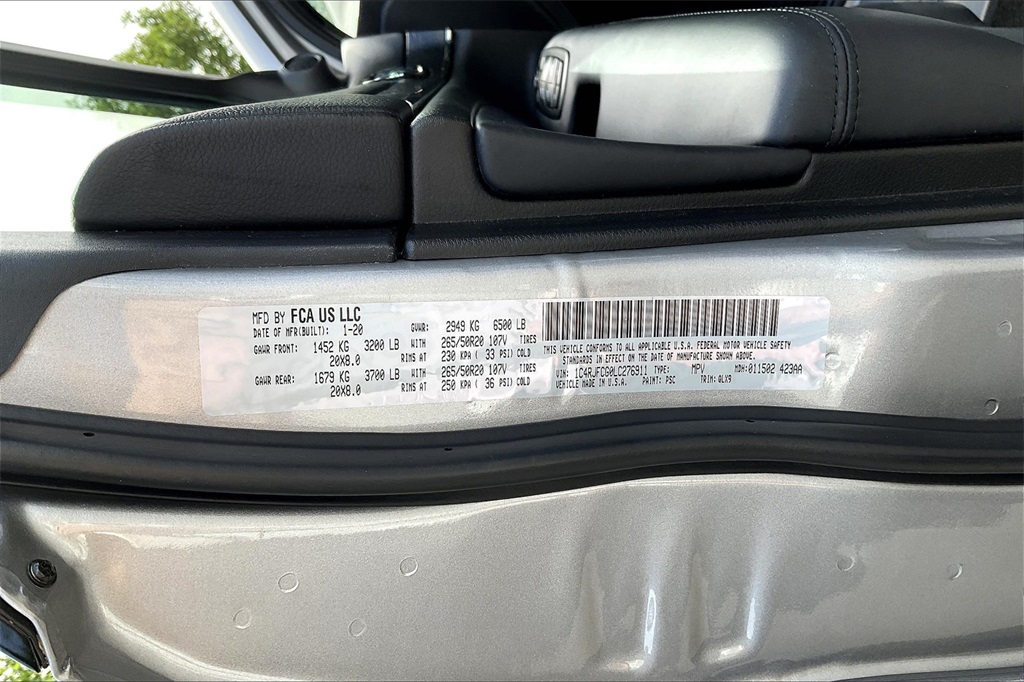 MFD BY FCA US LLC
DATE OF MFR(BUILT): 1-20 GVWR: 2949 KG 6500 LB
GAWR FRONT: 1452 KG 3200 LB WITH 265/50R20 107V TIRES
20X8.0 RIMS AT 230 KPA ( 33 PSI) COLD
GAWR REAR: 1679 KG 3700 LB WITH 265/50R20 107V TIRES
20X8.0 RIMS AT 250 KPA ( 36 PSI) COLD
THIS VEHICLE CONFORMS TO ALL APPLICABLE U.S.A. FEDERAL MOTOR VEHICLE SAFETY
STANDARDS IN EFFECT ON THE DATE OF MANUFACTURE SHOWN ABOVE.
VIN: 1C4RJFCG0LC276911 TYPE: MPV MDH: 011502 423AA
MADE IN U.S.A. PAINT: PSC TRIM: QLX9